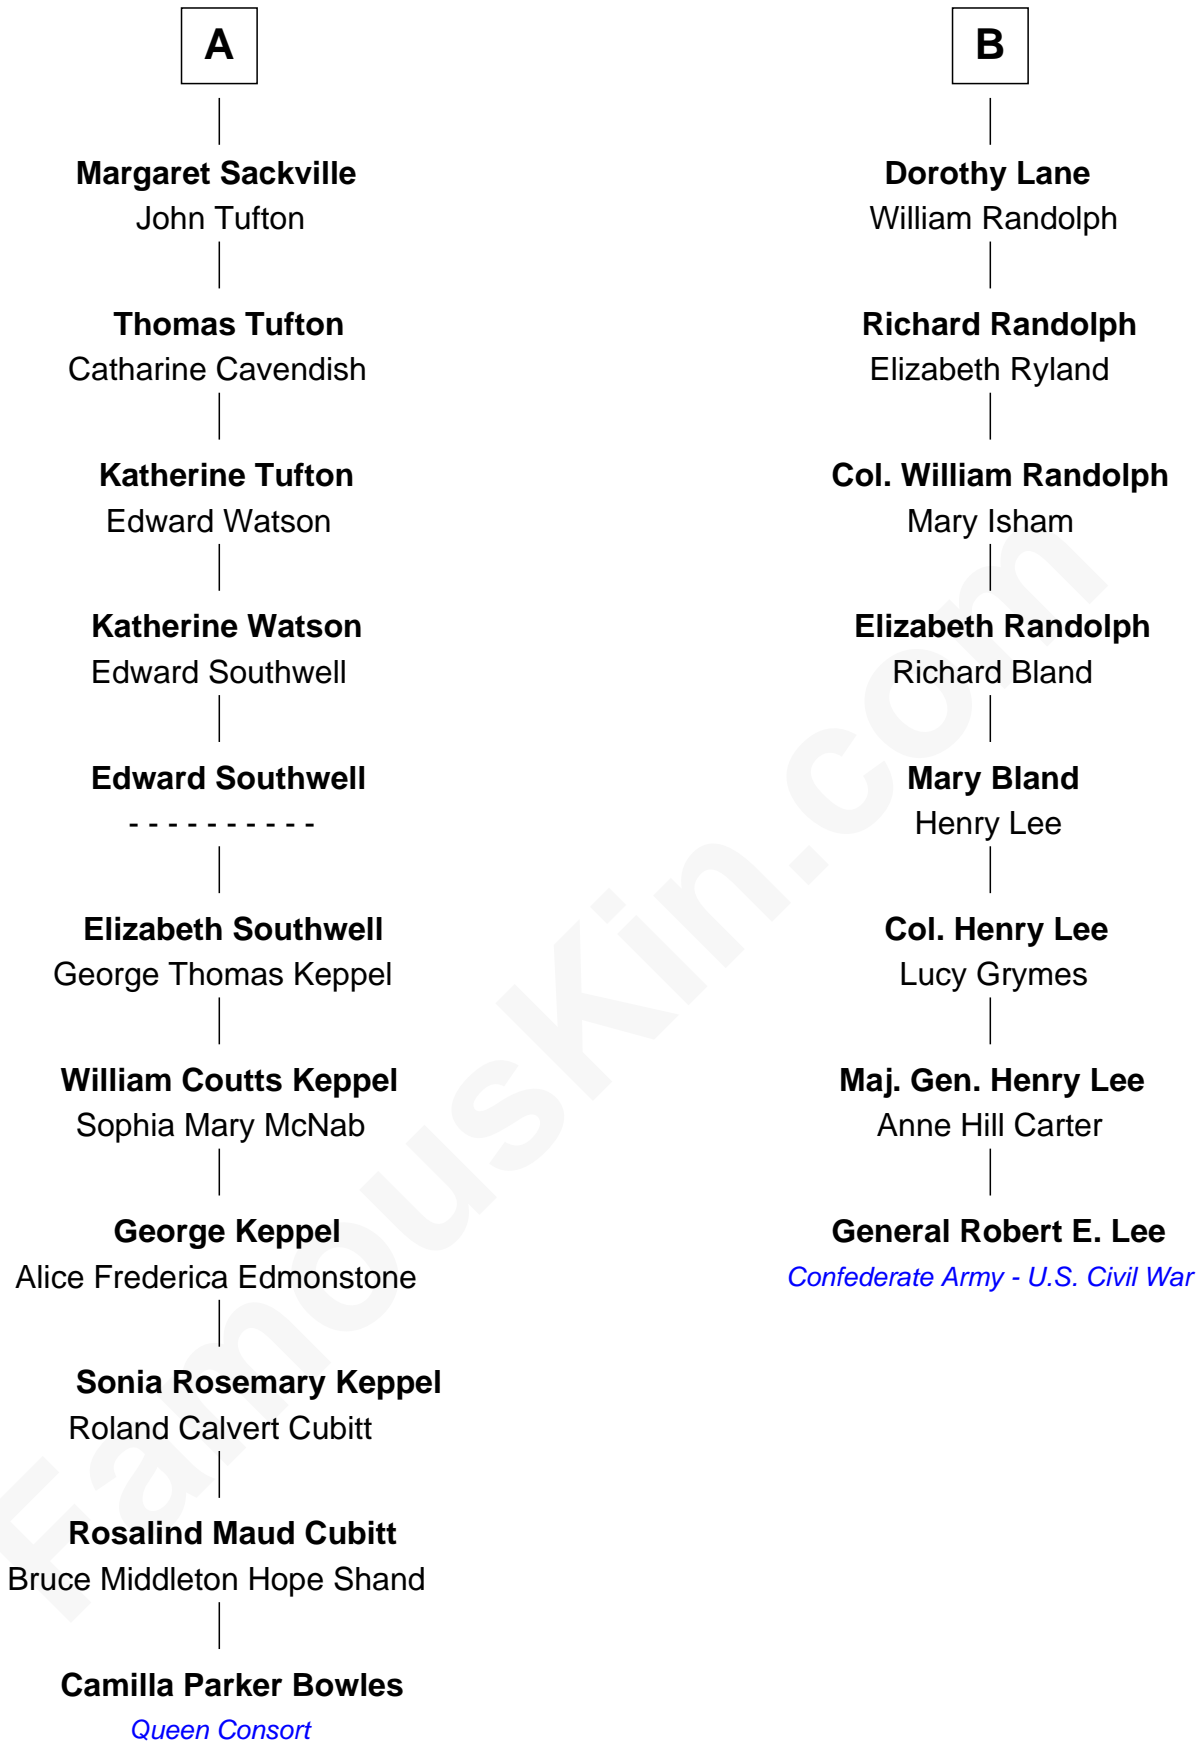 A
Margaret Sackville
John Tufton
Thomas Tufton
Catharine Cavendish
Katherine Tufton
Edward Watson
Katherine Watson
Edward Southwell
Edward Southwell
- - - - - - - - - -
Elizabeth Southwell
George Thomas Keppel
William Coutts Keppel
Sophia Mary McNab
George Keppel
Alice Frederica Edmonstone
Sonia Rosemary Keppel
Roland Calvert Cubitt
Rosalind Maud Cubitt
Bruce Middleton Hope Shand
Camilla Parker Bowles
Queen Consort
B
Dorothy Lane
William Randolph
Richard Randolph
Elizabeth Ryland
Col. William Randolph
Mary Isham
Elizabeth Randolph
Richard Bland
Mary Bland
Henry Lee
Col. Henry Lee
Lucy Grymes
Maj. Gen. Henry Lee
Anne Hill Carter
General Robert E. Lee
Confederate Army - U.S. Civil War
FamousKin.com